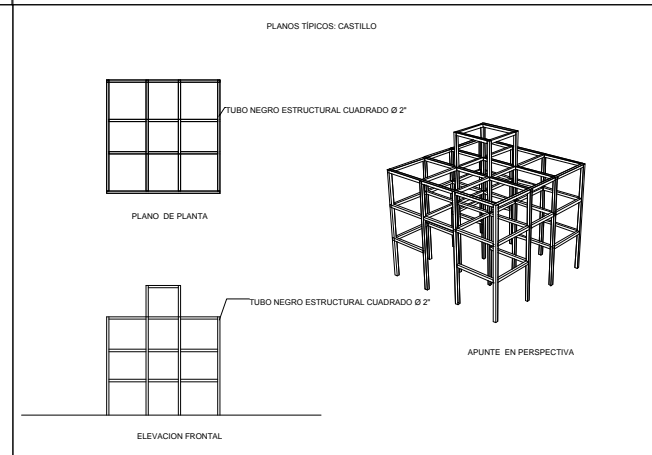 PLANOS TÍPICOS: CASTILLO
TUBO NEGRO ESTRUCTURAL CUADRADO Ø 2"
PLANO DE PLANTA
TUBO NEGRO ESTRUCTURAL CUADRADO Ø 2"
APUNTE EN PERSPECTIVA
ELEVACION FRONTAL